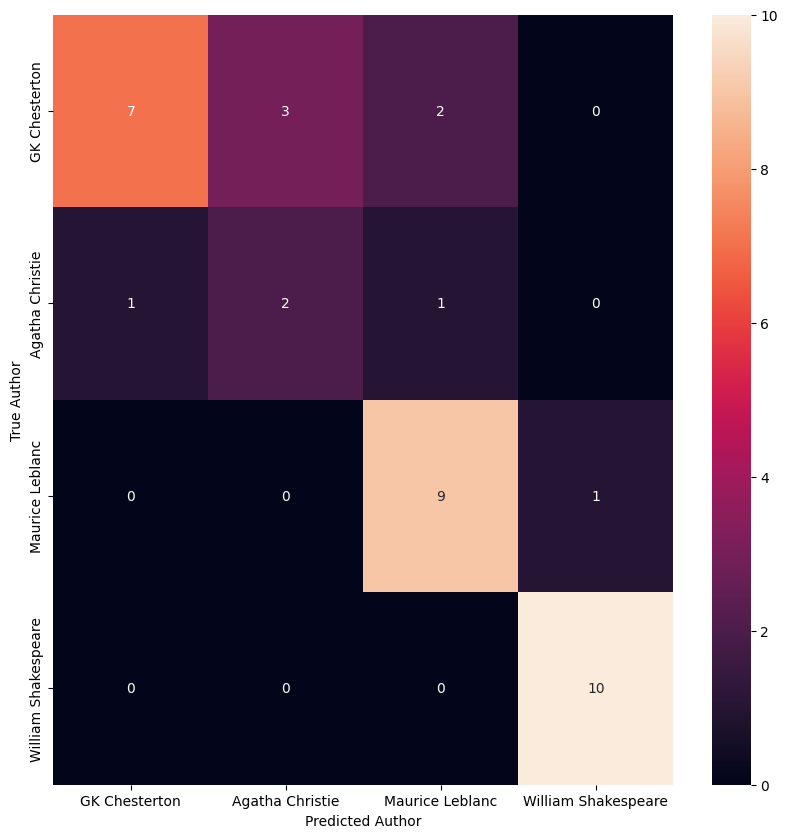 GK Chesterton
7 3 2 0
Agatha Christie
1 2 1 0
Maurice Leblanc
0 0 9 1
William Shakespeare
0 0 0 10
True Author
GK Chesterton Agatha Christie Maurice Leblanc William Shakespeare
Predicted Author
10
8
6
4
2
0